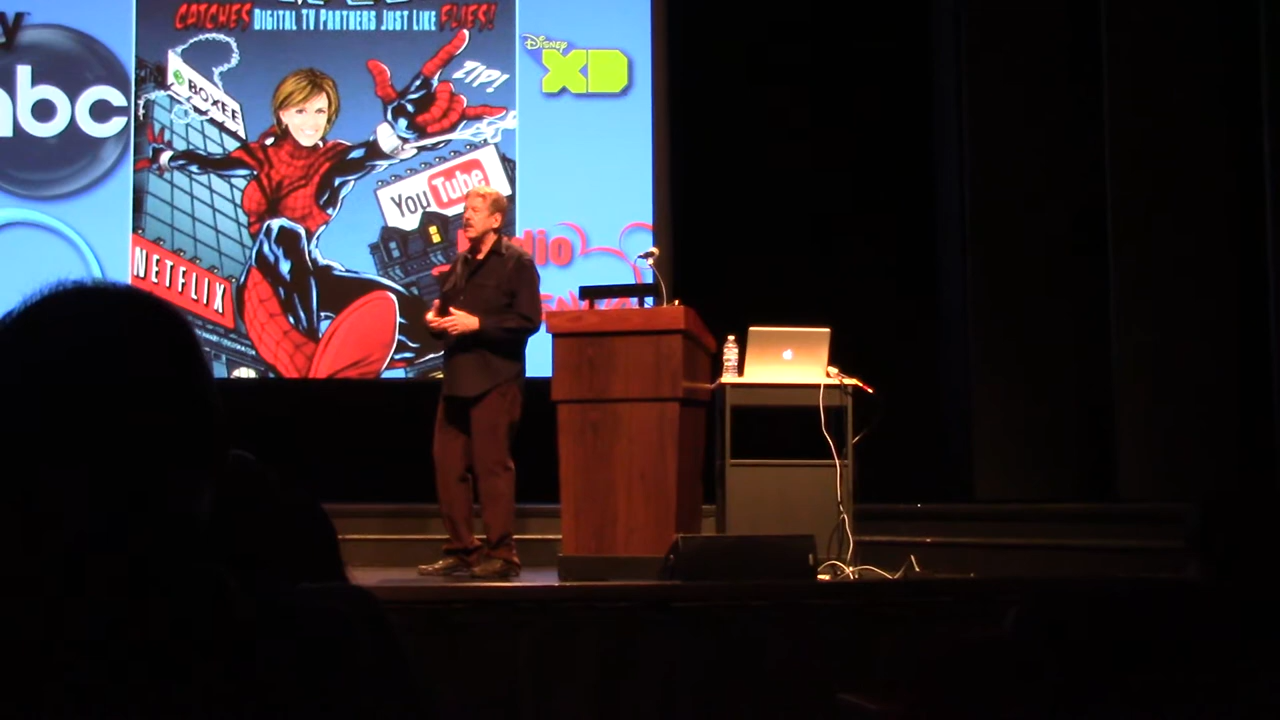 CATCHES DIGITAL TV PARTNERS JUST LIKE FLIES!
abc
Disney
XD
ZIP!
BOXEE
YouTube
NETFLIX